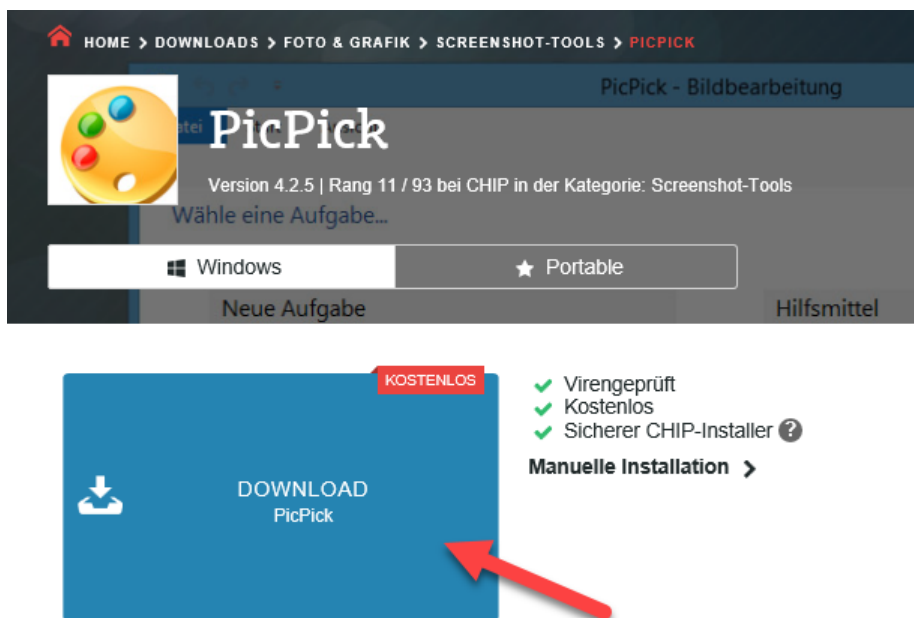 HOME > DOWNLOADS > FOTO & GRAFIK > SCREENSHOT-TOOLS > PICPICK
PicPick - Bildbearbeitung
PicPick
Version 4.2.5 | Rang 11 / 93 bei CHIP in der Kategorie: Screenshot-Tools
Wähle eine Aufgabe...
Windows
Portable
Neue Aufgabe
Hilfsmittel
KOSTENLOS
DOWNLOAD
PicPick
Virengeprüft
Kostenlos
Sicherer CHIP-Installer ?
Manuelle Installation >